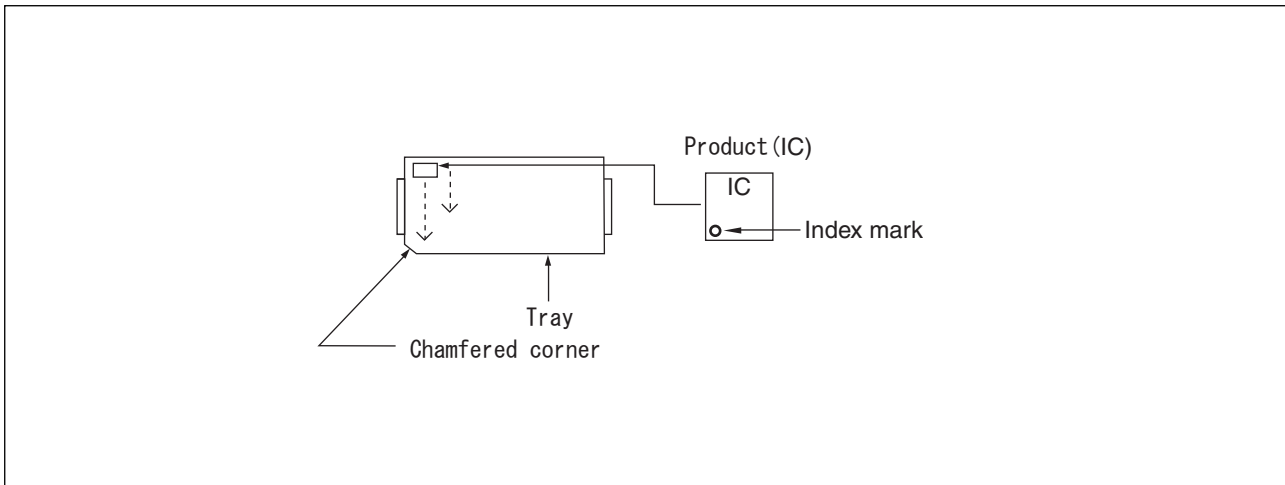 Product(IC)
IC
Index mark
Tray
Chamfered corner